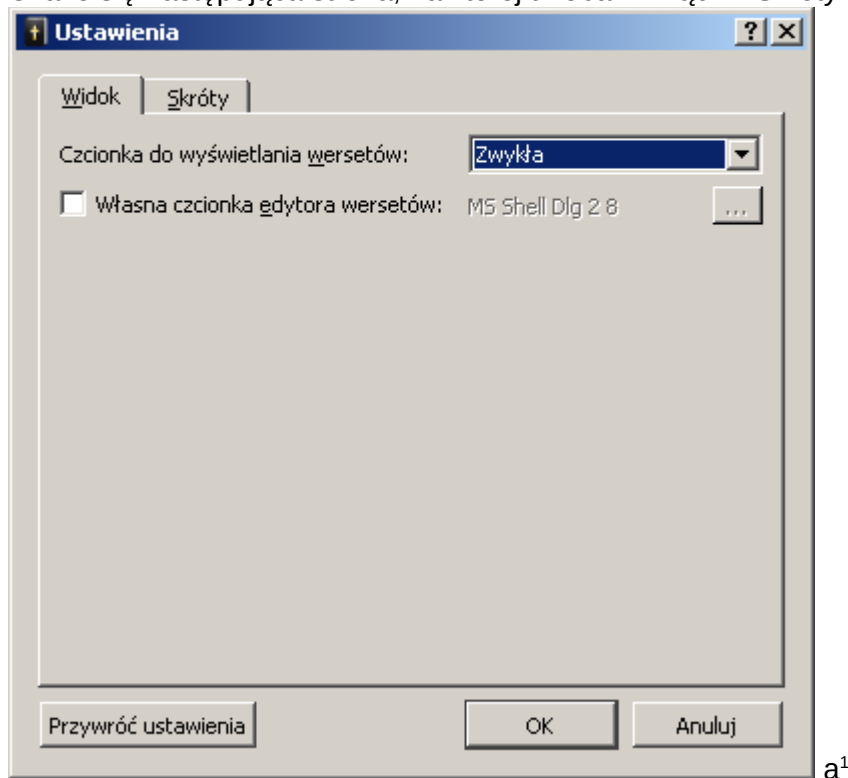 Ustawienia
Widok Skróty
Czcionka do wyświetlania wersetów: Zwykła
Własna czcionka edytora wersetów: MS Shell Dlg 2 8 ...
Przywróć ustawienia OK Anuluj
a¹